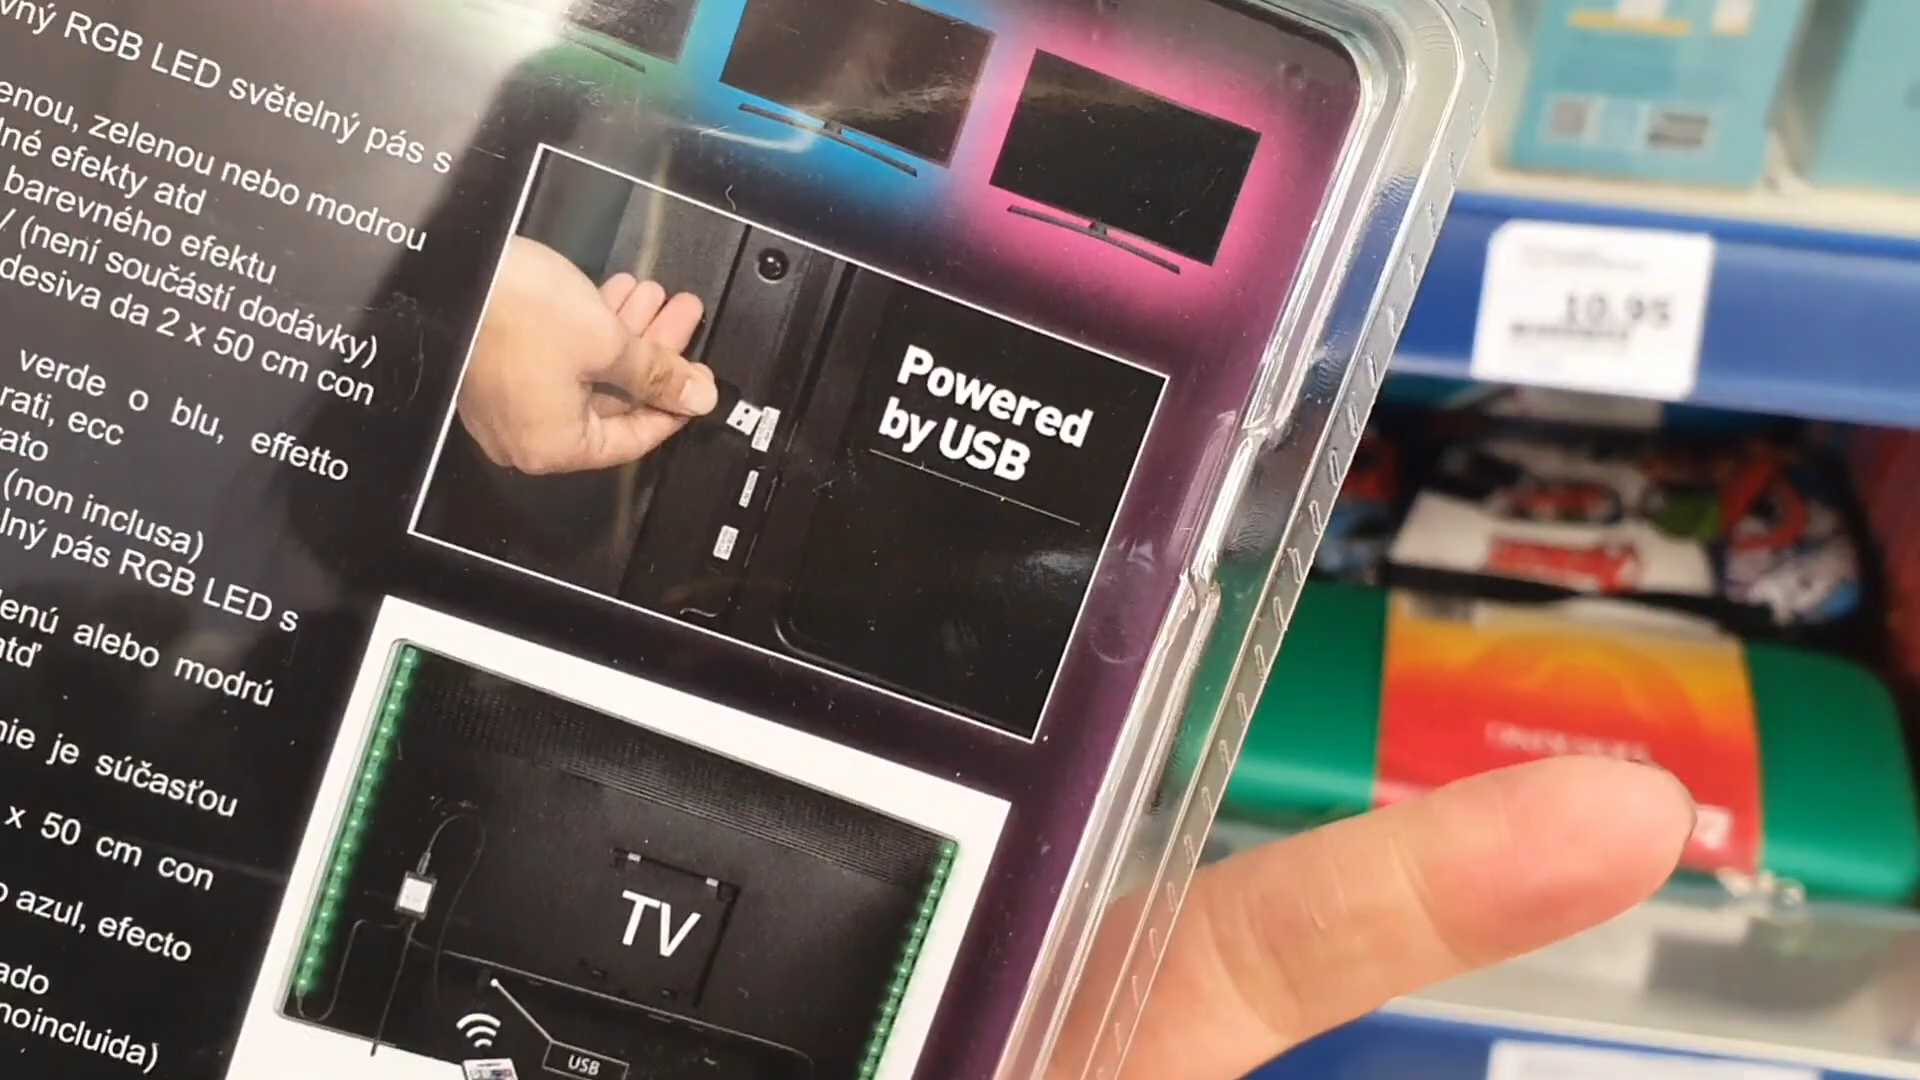 vný RGB LED světelný pás s
enou, zelenou nebo modrou
lné efekty atd
barevného efektu
/ (není součástí dodávky)
desiva da 2 x 50 cm con
verde o blu, effetto
rati, ecc
ato
(non inclusa)
lný pás RGB LED s
lenú alebo modrú
atď
nie je súčasťou
x 50 cm con
o azul, efecto
ado
noincluida)
Powered
by USB
TV
USB
10.95